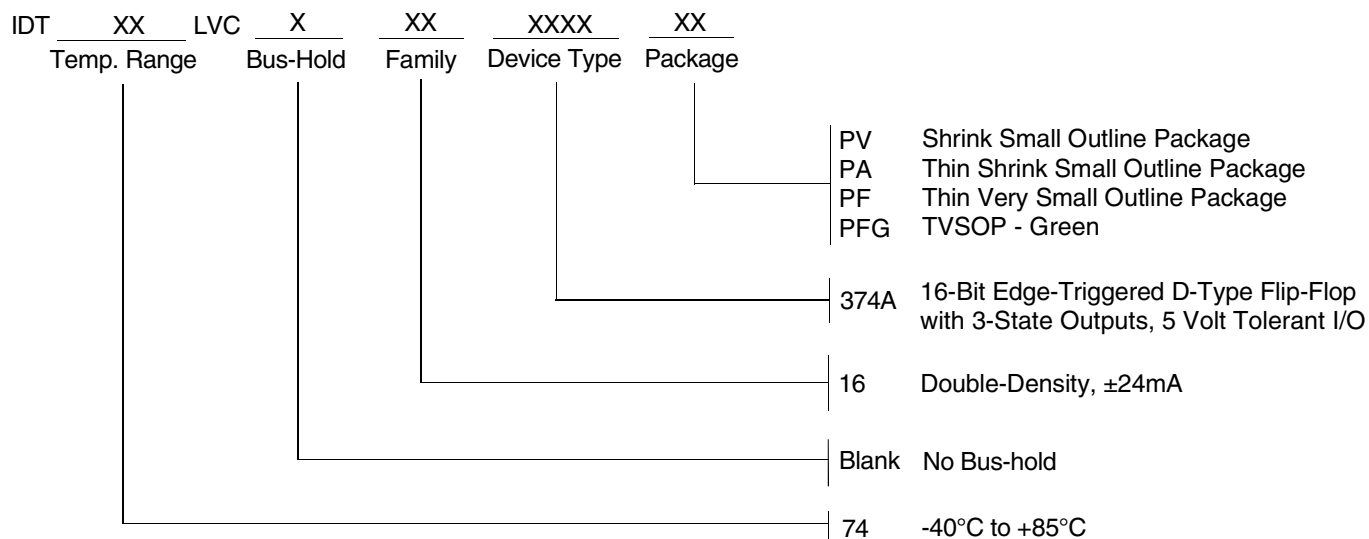 IDT XX LVC X XX XXXX XX
Temp. Range Bus-Hold Family Device Type Package
PV Shrink Small Outline Package
PA Thin Shrink Small Outline Package
PF Thin Very Small Outline Package
PFG TVSOP - Green
374A 16-Bit Edge-Triggered D-Type Flip-Flop
with 3-State Outputs, 5 Volt Tolerant I/O
16 Double-Density, ±24mA
Blank No Bus-hold
74 -40°C to +85°C